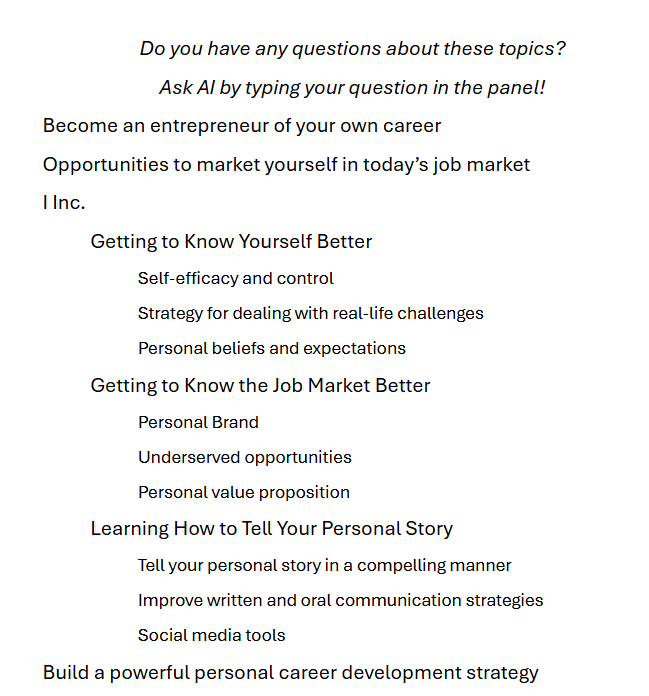 Do you have any questions about these topics?
Ask AI by typing your question in the panel!
Become an entrepreneur of your own career
Opportunities to market yourself in today’s job market
I Inc.
Getting to Know Yourself Better
Self-efficacy and control
Strategy for dealing with real-life challenges
Personal beliefs and expectations
Getting to Know the Job Market Better
Personal Brand
Underserved opportunities
Personal value proposition
Learning How to Tell Your Personal Story
Tell your personal story in a compelling manner
Improve written and oral communication strategies
Social media tools
Build a powerful personal career development strategy